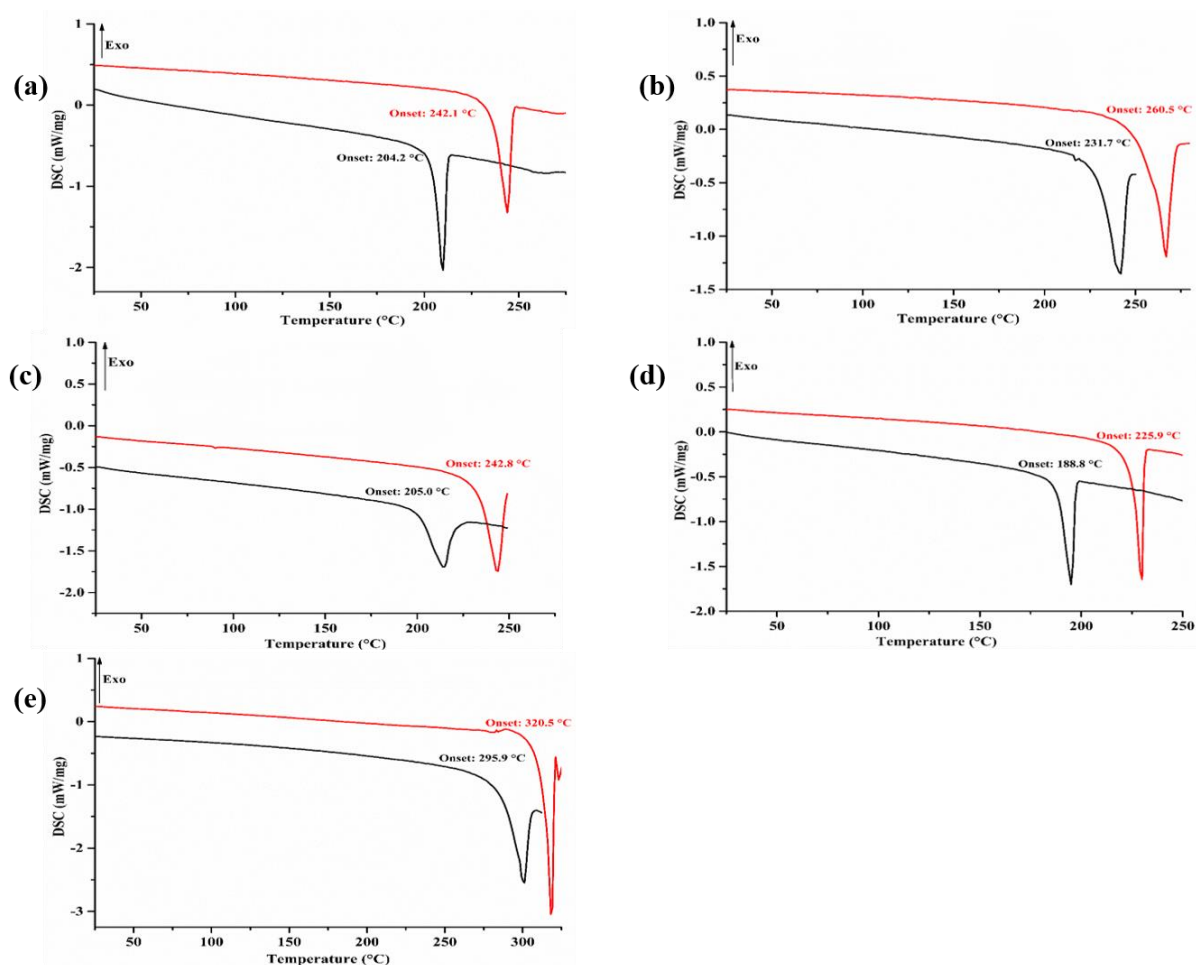 (a)
Exo
1
0
-1
-2
DSC (mW/mg)
Onset: 242.1 °C
Onset: 204.2 °C
50 100 150 200 250
Temperature (°C)
(b)
Exo
1.0
0.5
0.0
-0.5
-1.0
-1.5
DSC (mW/mg)
Onset: 260.5 °C
Onset: 231.7 °C
50 100 150 200 250
Temperature (°C)
(c)
Exo
1.0
0.5
0.0
-0.5
-1.0
-1.5
-2.0
DSC (mW/mg)
Onset: 242.8 °C
Onset: 205.0 °C
50 100 150 200 250
Temperature (°C)
(d)
Exo
1.0
0.5
0.0
-0.5
-1.0
-1.5
-2.0
DSC (mW/mg)
Onset: 225.9 °C
Onset: 188.8 °C
50 100 150 200 250
Temperature (°C)
(e)
Exo
1
0
-1
-2
-3
DSC (mW/mg)
Onset: 320.5 °C
Onset: 295.9 °C
50 100 150 200 250 300
Temperature (°C)